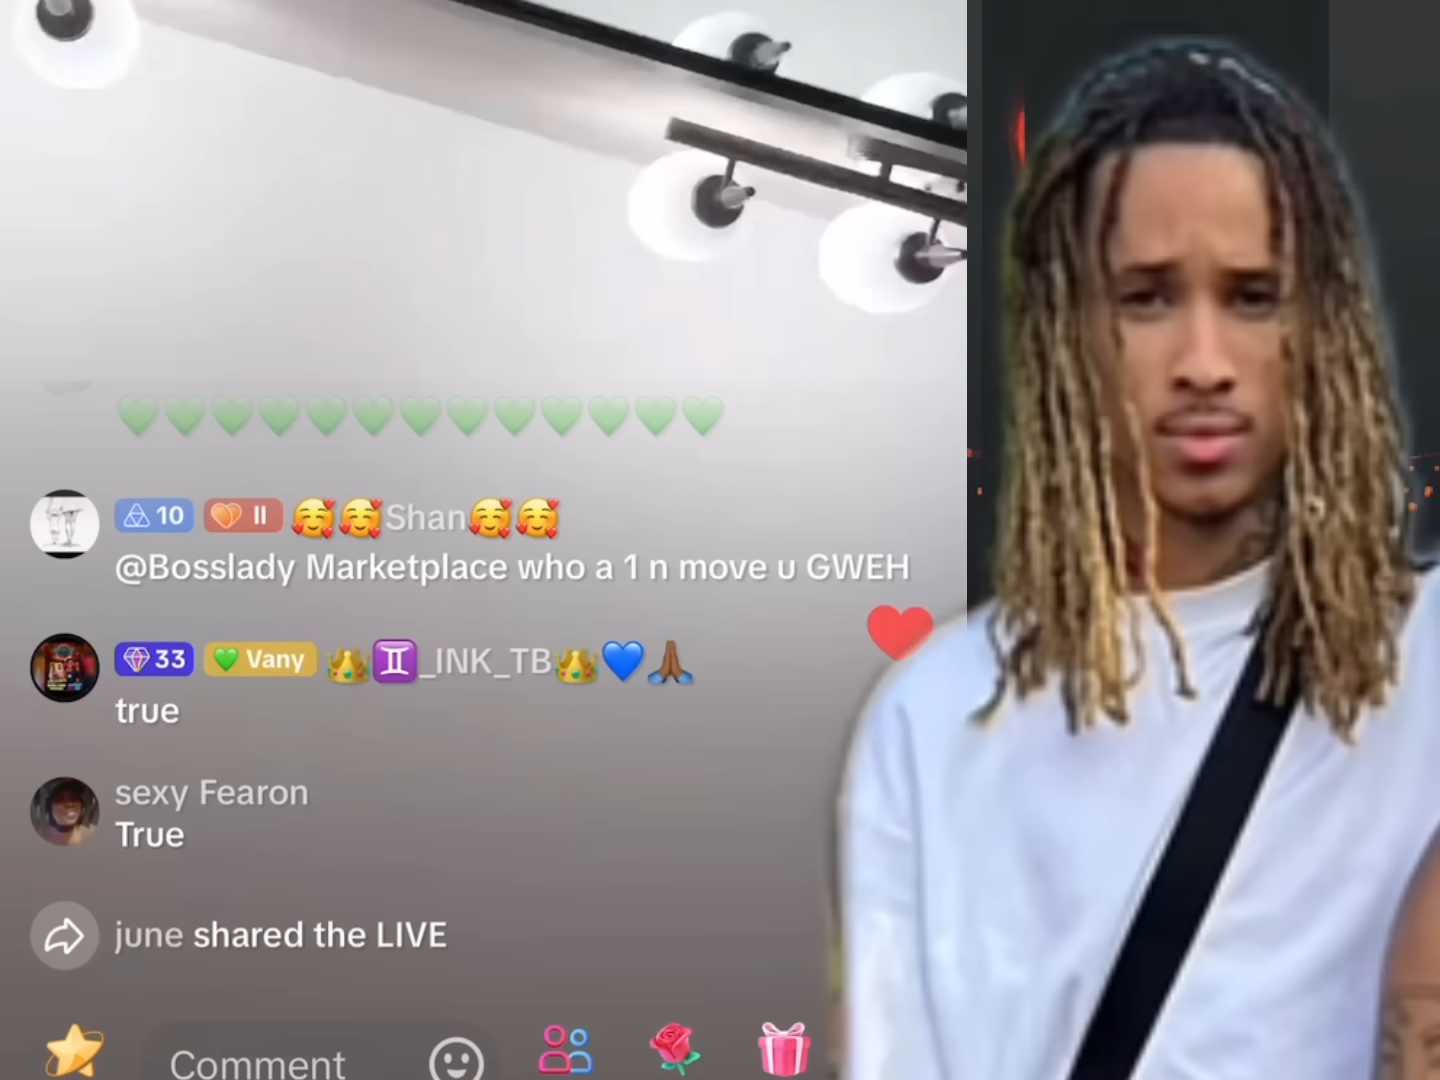 💚💚💚💚💚💚💚💚💚💚💚💚💚
10 II 🥰🥰Shan🥰🥰
@Bosslady Marketplace who a 1 n move u GWEH
33 💚 Vany 👑♊_INK_TB👑💙🙏🏾
true
sexy Fearon
True
june shared the LIVE
Comment